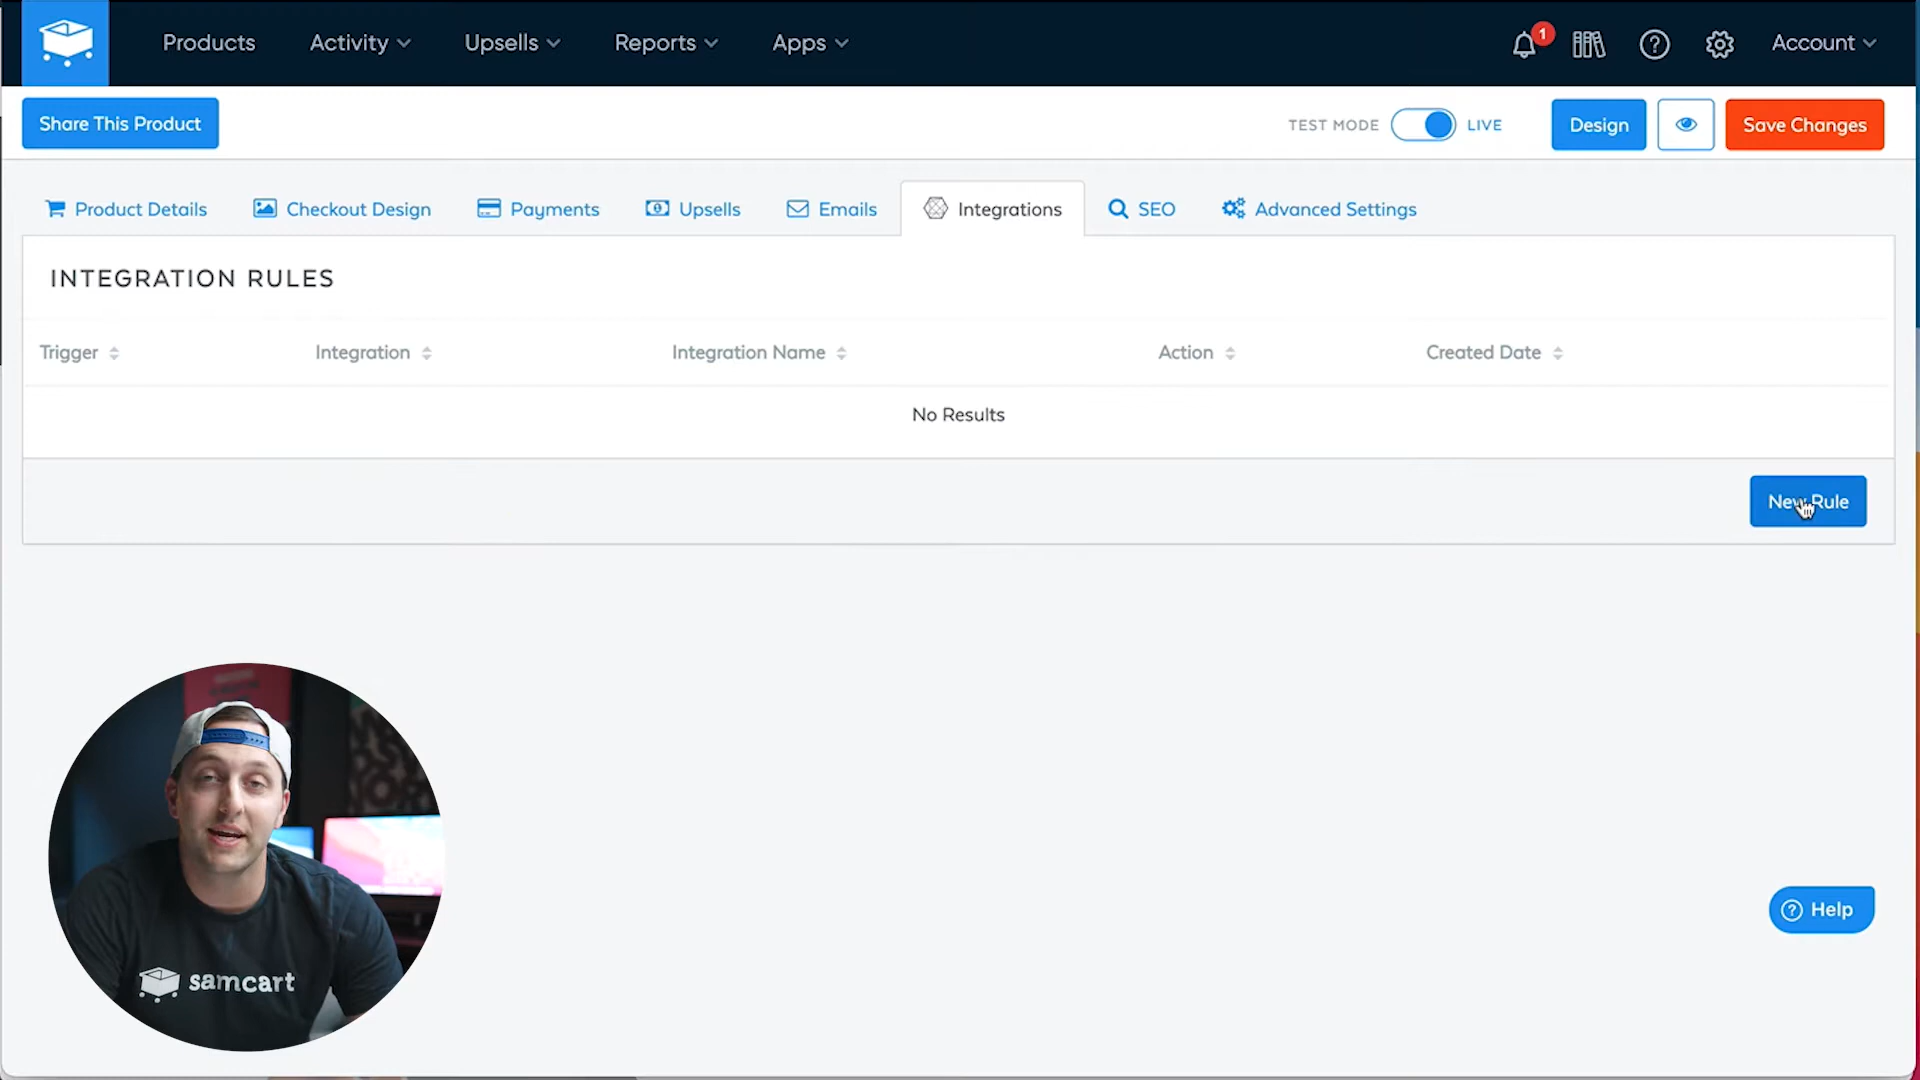 Products
Activity
Upsells
Reports
Apps
1
Account
Share This Product
TEST MODE
LIVE
Design
Save Changes
Product Details
Checkout Design
Payments
Upsells
Emails
Integrations
SEO
Advanced Settings
INTEGRATION RULES
Trigger
Integration
Integration Name
Action
Created Date
No Results
New Rule
Help
samcart